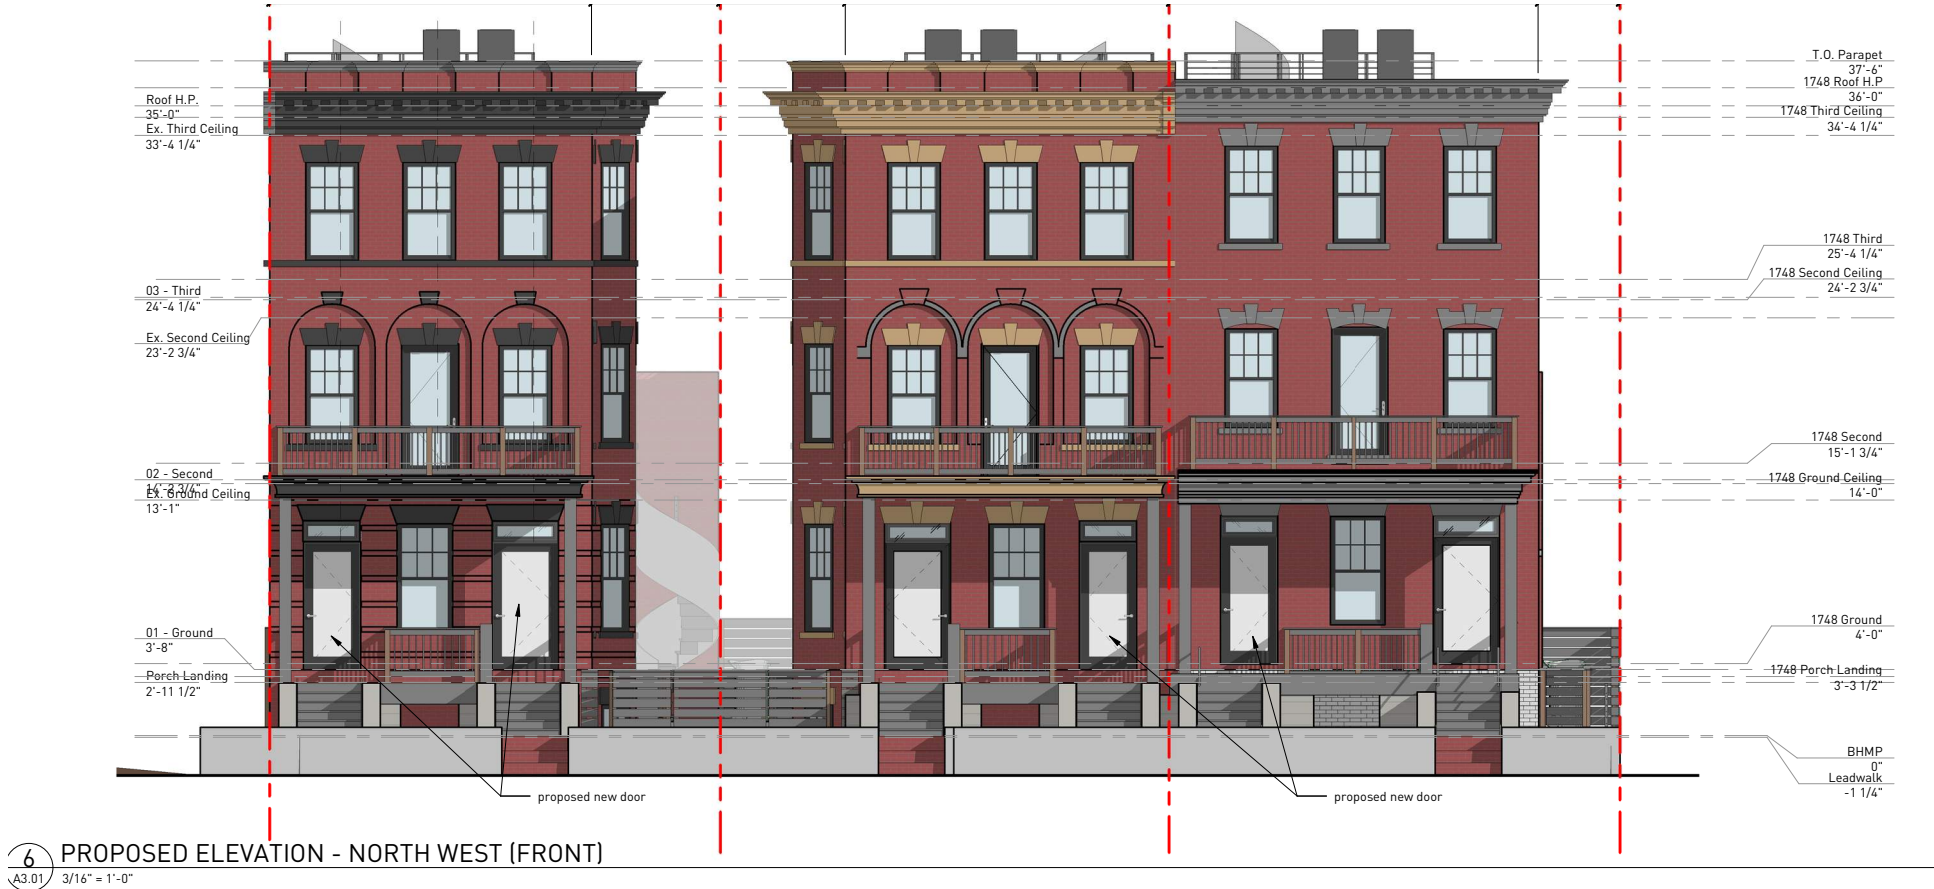 T.O. Parapet
37'-6"
1748 Roof H.P
36'-0"
1748 Third Ceiling
34'-4 1/4"
Roof H.P.
35'-0"
Ex. Third Ceiling
33'-4 1/4"
1748 Third
25'-4 1/4"
1748 Second Ceiling
24'-2 3/4"
03 - Third
24'-4 1/4"
Ex. Second Ceiling
23'-2 3/4"
1748 Second
15'-1 3/4"
1748 Ground Ceiling
14'-0"
02 - Second
14'-2 3/4"
Ex. Ground Ceiling
13'-1"
1748 Ground
4'-0"
1748 Porch Landing
3'-3 1/2"
01 - Ground
3'-8"
Porch Landing
2'-11 1/2"
BHMP
0"
Leadwalk
-1 1/4"
proposed new door
proposed new door
6
A3.01
PROPOSED ELEVATION - NORTH WEST (FRONT)
3/16" = 1'-0"